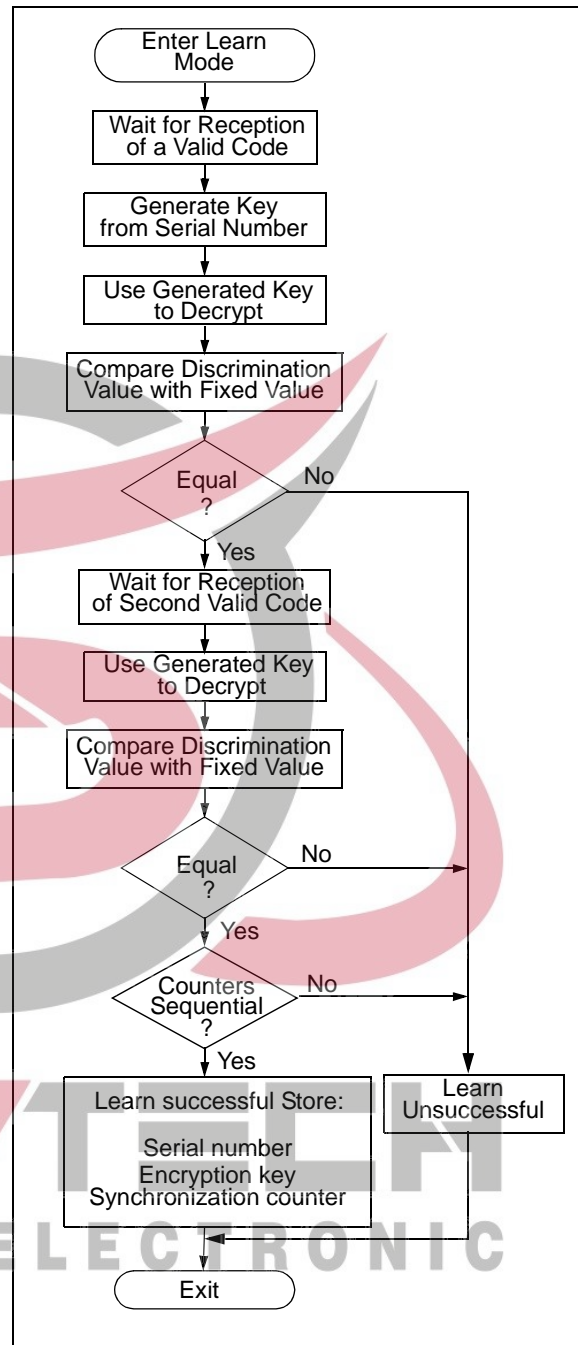 Enter Learn
Mode
Wait for Reception
of a Valid Code
Generate Key
from Serial Number
Use Generated Key
to Decrypt
Compare Discrimination
Value with Fixed Value
Equal
?
No
Yes
Wait for Reception
of Second Valid Code
Use Generated Key
to Decrypt
Compare Discrimination
Value with Fixed Value
Equal
?
No
Yes
Counters
Sequential
?
No
Yes
Learn successful Store:
Serial number
Encryption key
Synchronization counter
Learn
Unsuccessful
Exit
TECH
ELECTRONIC